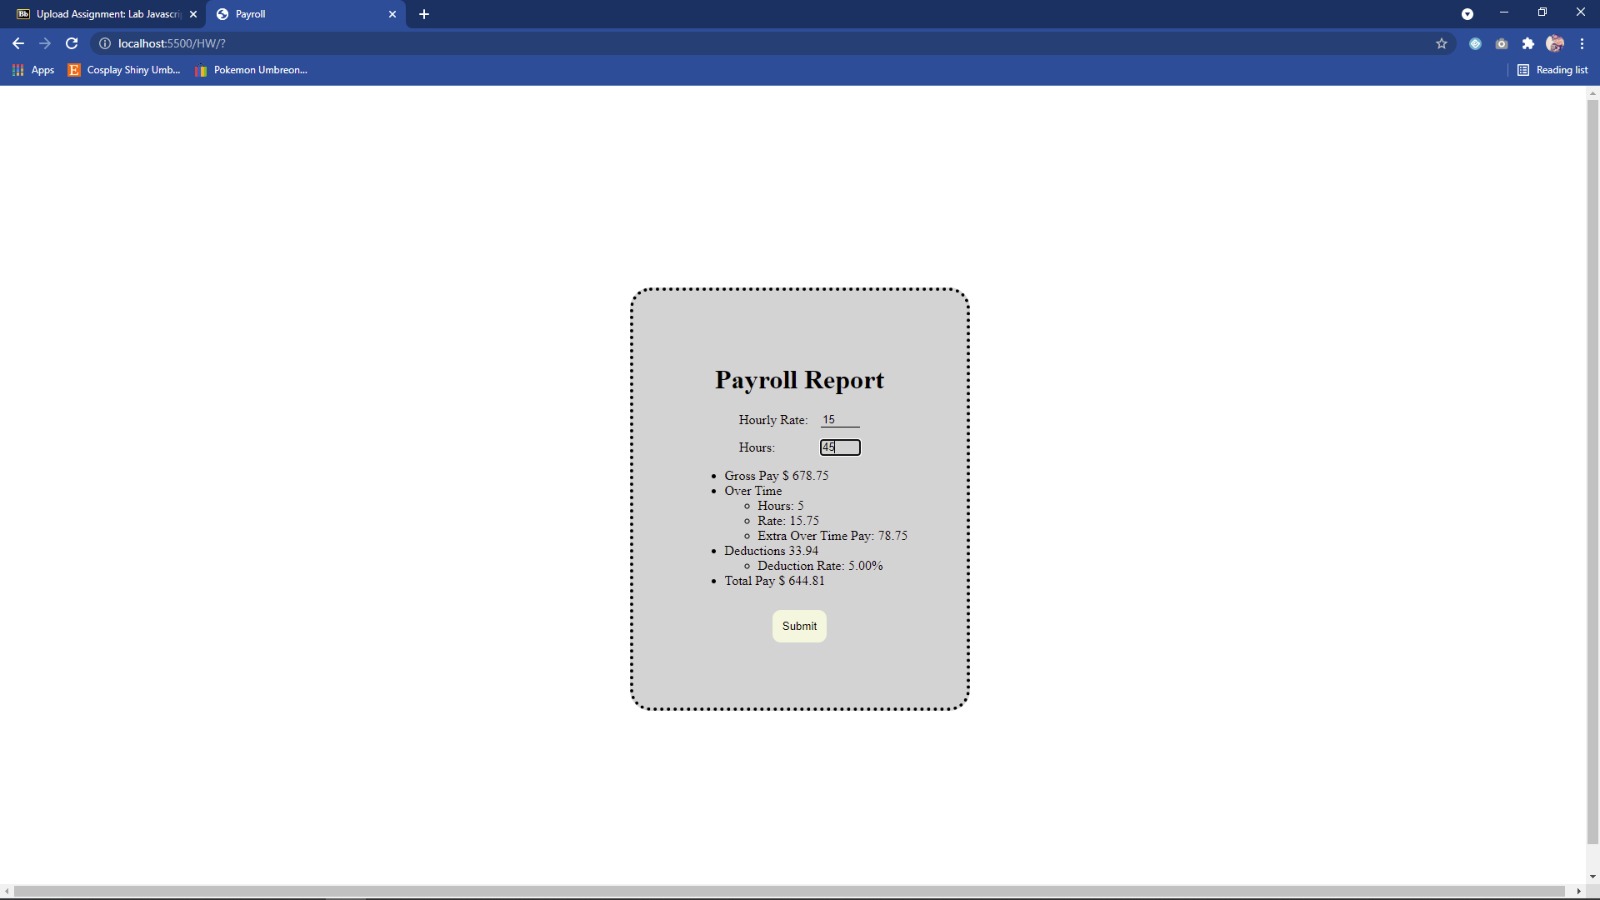 Upload Assignment: Lab Javascri
Payroll
localhost:5500/HW/?
Apps
Cosplay Shiny Umb...
Pokemon Umbreon...
Reading list
Payroll Report
Hourly Rate: 15
Hours: 45
Gross Pay $ 678.75
Over Time
Hours: 5
Rate: 15.75
Extra Over Time Pay: 78.75
Deductions 33.94
Deduction Rate: 5.00%
Total Pay $ 644.81
Submit